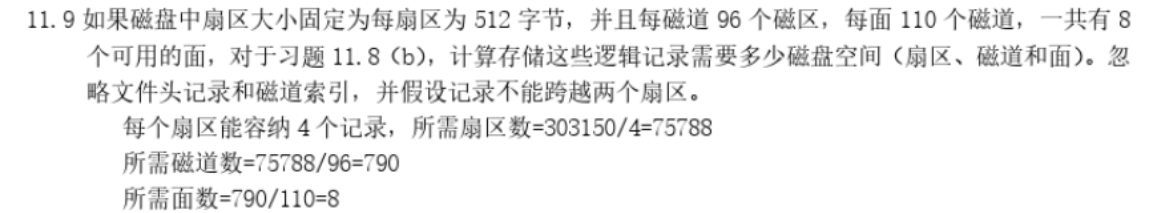 11.9 如果磁盘中扇区大小固定为每扇区为 512 字节，并且每磁道 96 个磁区，每面 110 个磁道，一共有 8
个可用的面，对于习题 11.8（b），计算存储这些逻辑记录需要多少磁盘空间（扇区、磁道和面）。忽
略文件头记录和磁道索引，并假设记录不能跨越两个扇区。
每个扇区能容纳 4 个记录，所需扇区数=303150/4=75788
所需磁道数=75788/96=790
所需面数=790/110=8